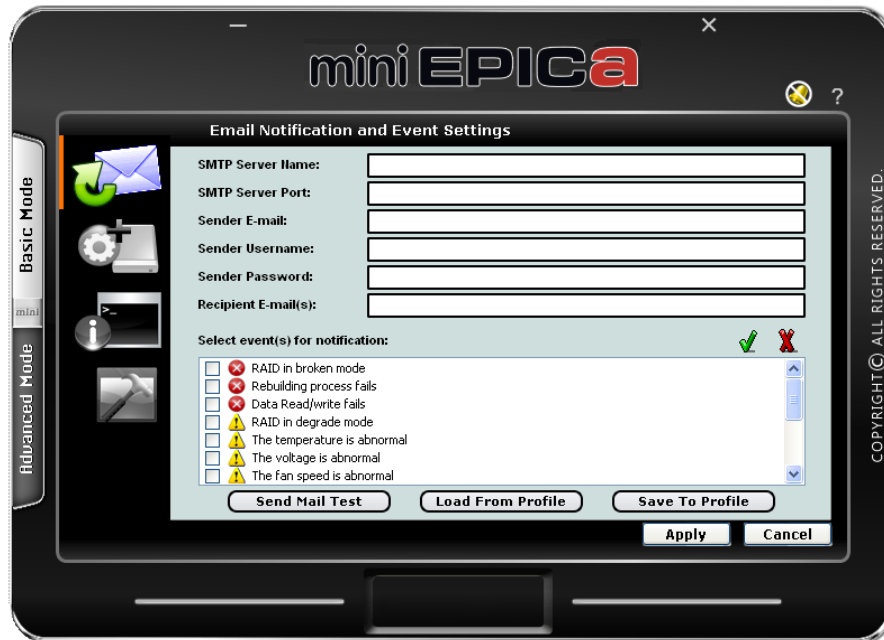 mini EPICa
?
Email Notification and Event Settings
SMTP Server Name:
SMTP Server Port:
Sender E-mail:
Sender Username:
Sender Password:
Recipient E-mail(s):
Select event(s) for notification:
RAID in broken mode
Rebuilding process fails
Data Read/write fails
RAID in degrade mode
The temperature is abnormal
The voltage is abnormal
The fan speed is abnormal
Send Mail Test Load From Profile Save To Profile
Apply Cancel
Basic Mode
mini
Advanced Mode
>_
COPYRIGHT© ALL RIGHTS RESERVED.